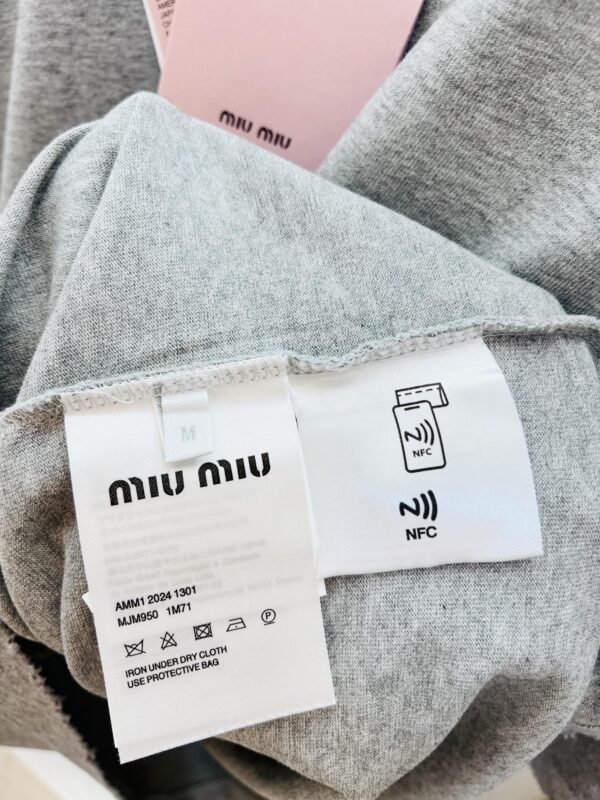 MIU MIU
M
MIU MIU
AMM1 2024 1301
MJM950 1M71
P
IRON UNDER DRY CLOTH
USE PROTECTIVE BAG
NFC
NFC